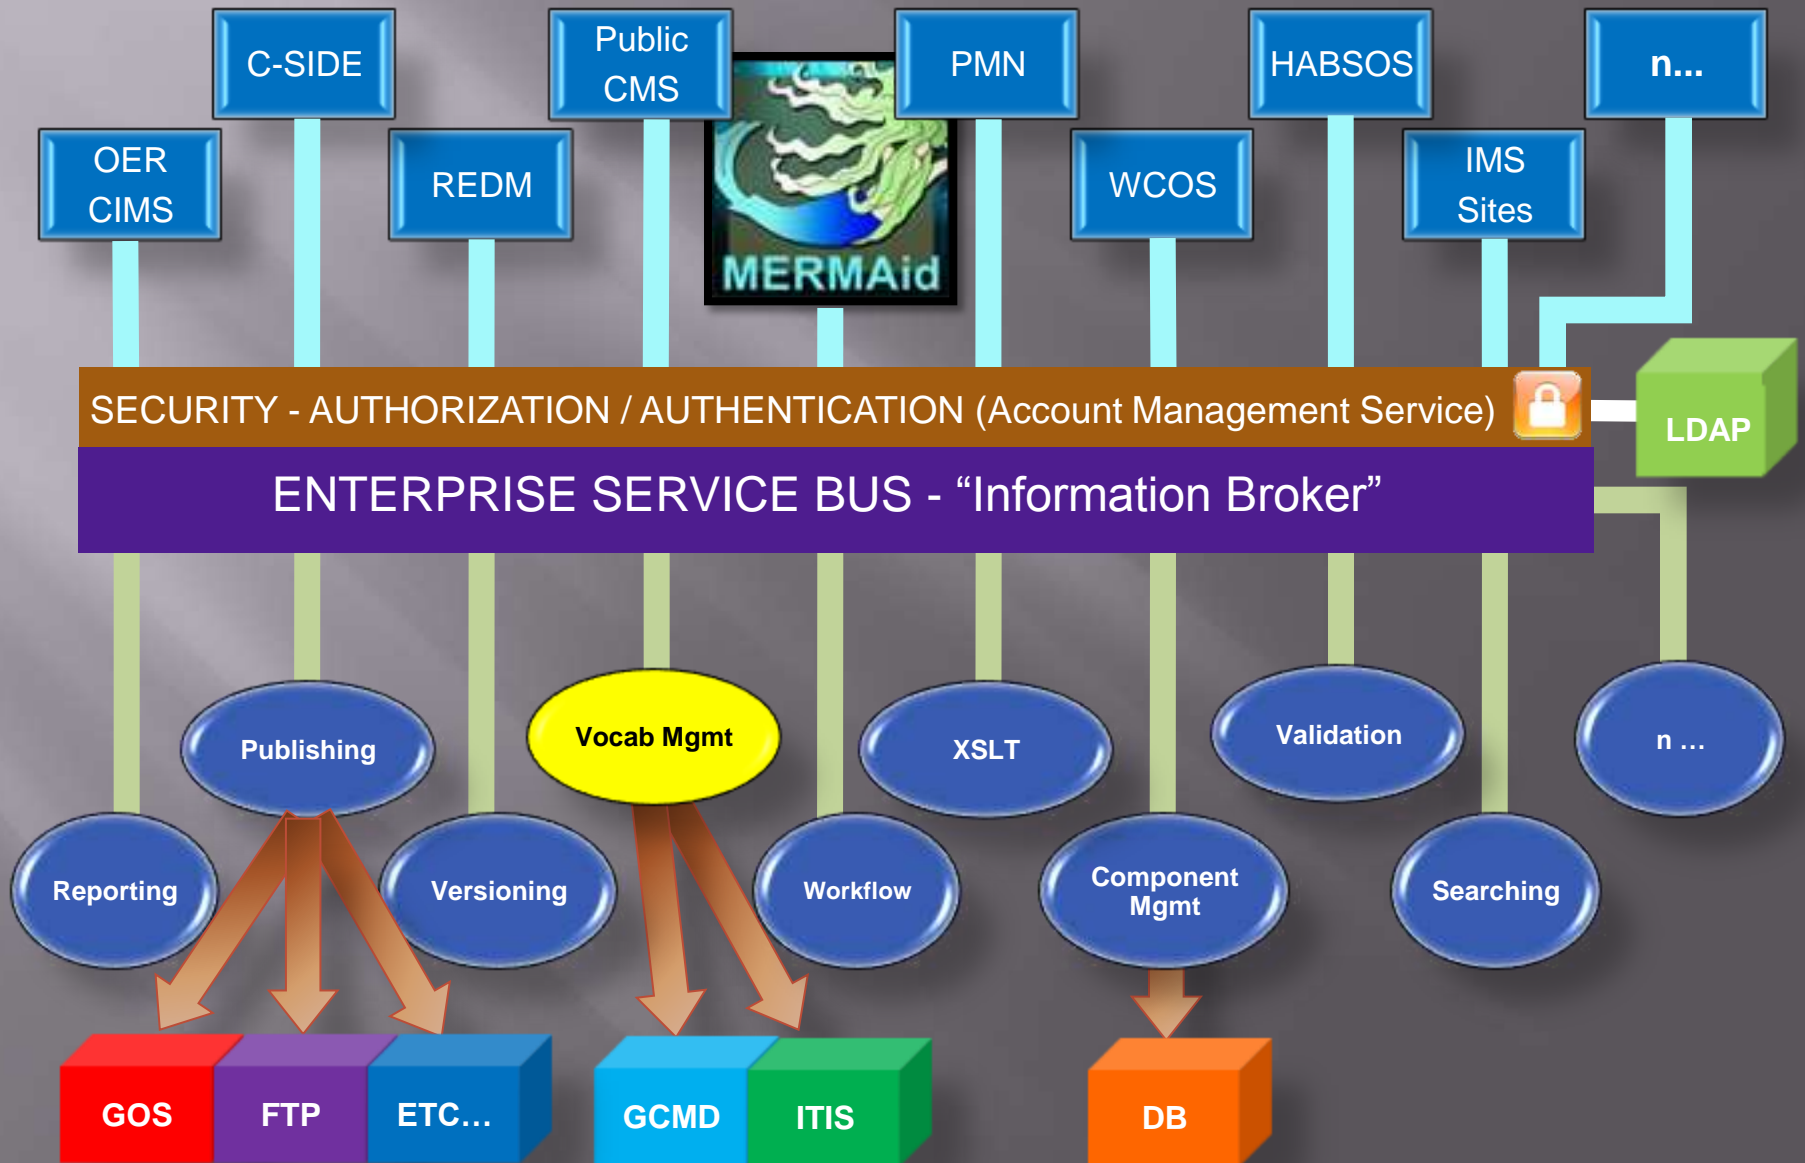 C-SIDE
Public
CMS
PMN
HABSOS
n...
OER
CIMS
REDM
MERMAid
WCOS
IMS
Sites
SECURITY - AUTHORIZATION / AUTHENTICATION (Account Management Service)
LDAP
ENTERPRISE SERVICE BUS - “Information Broker”
Publishing
Vocab Mgmt
XSLT
Validation
n …
Reporting
Versioning
Workflow
Component
Mgmt
Searching
GOS
FTP
ETC…
GCMD
ITIS
DB